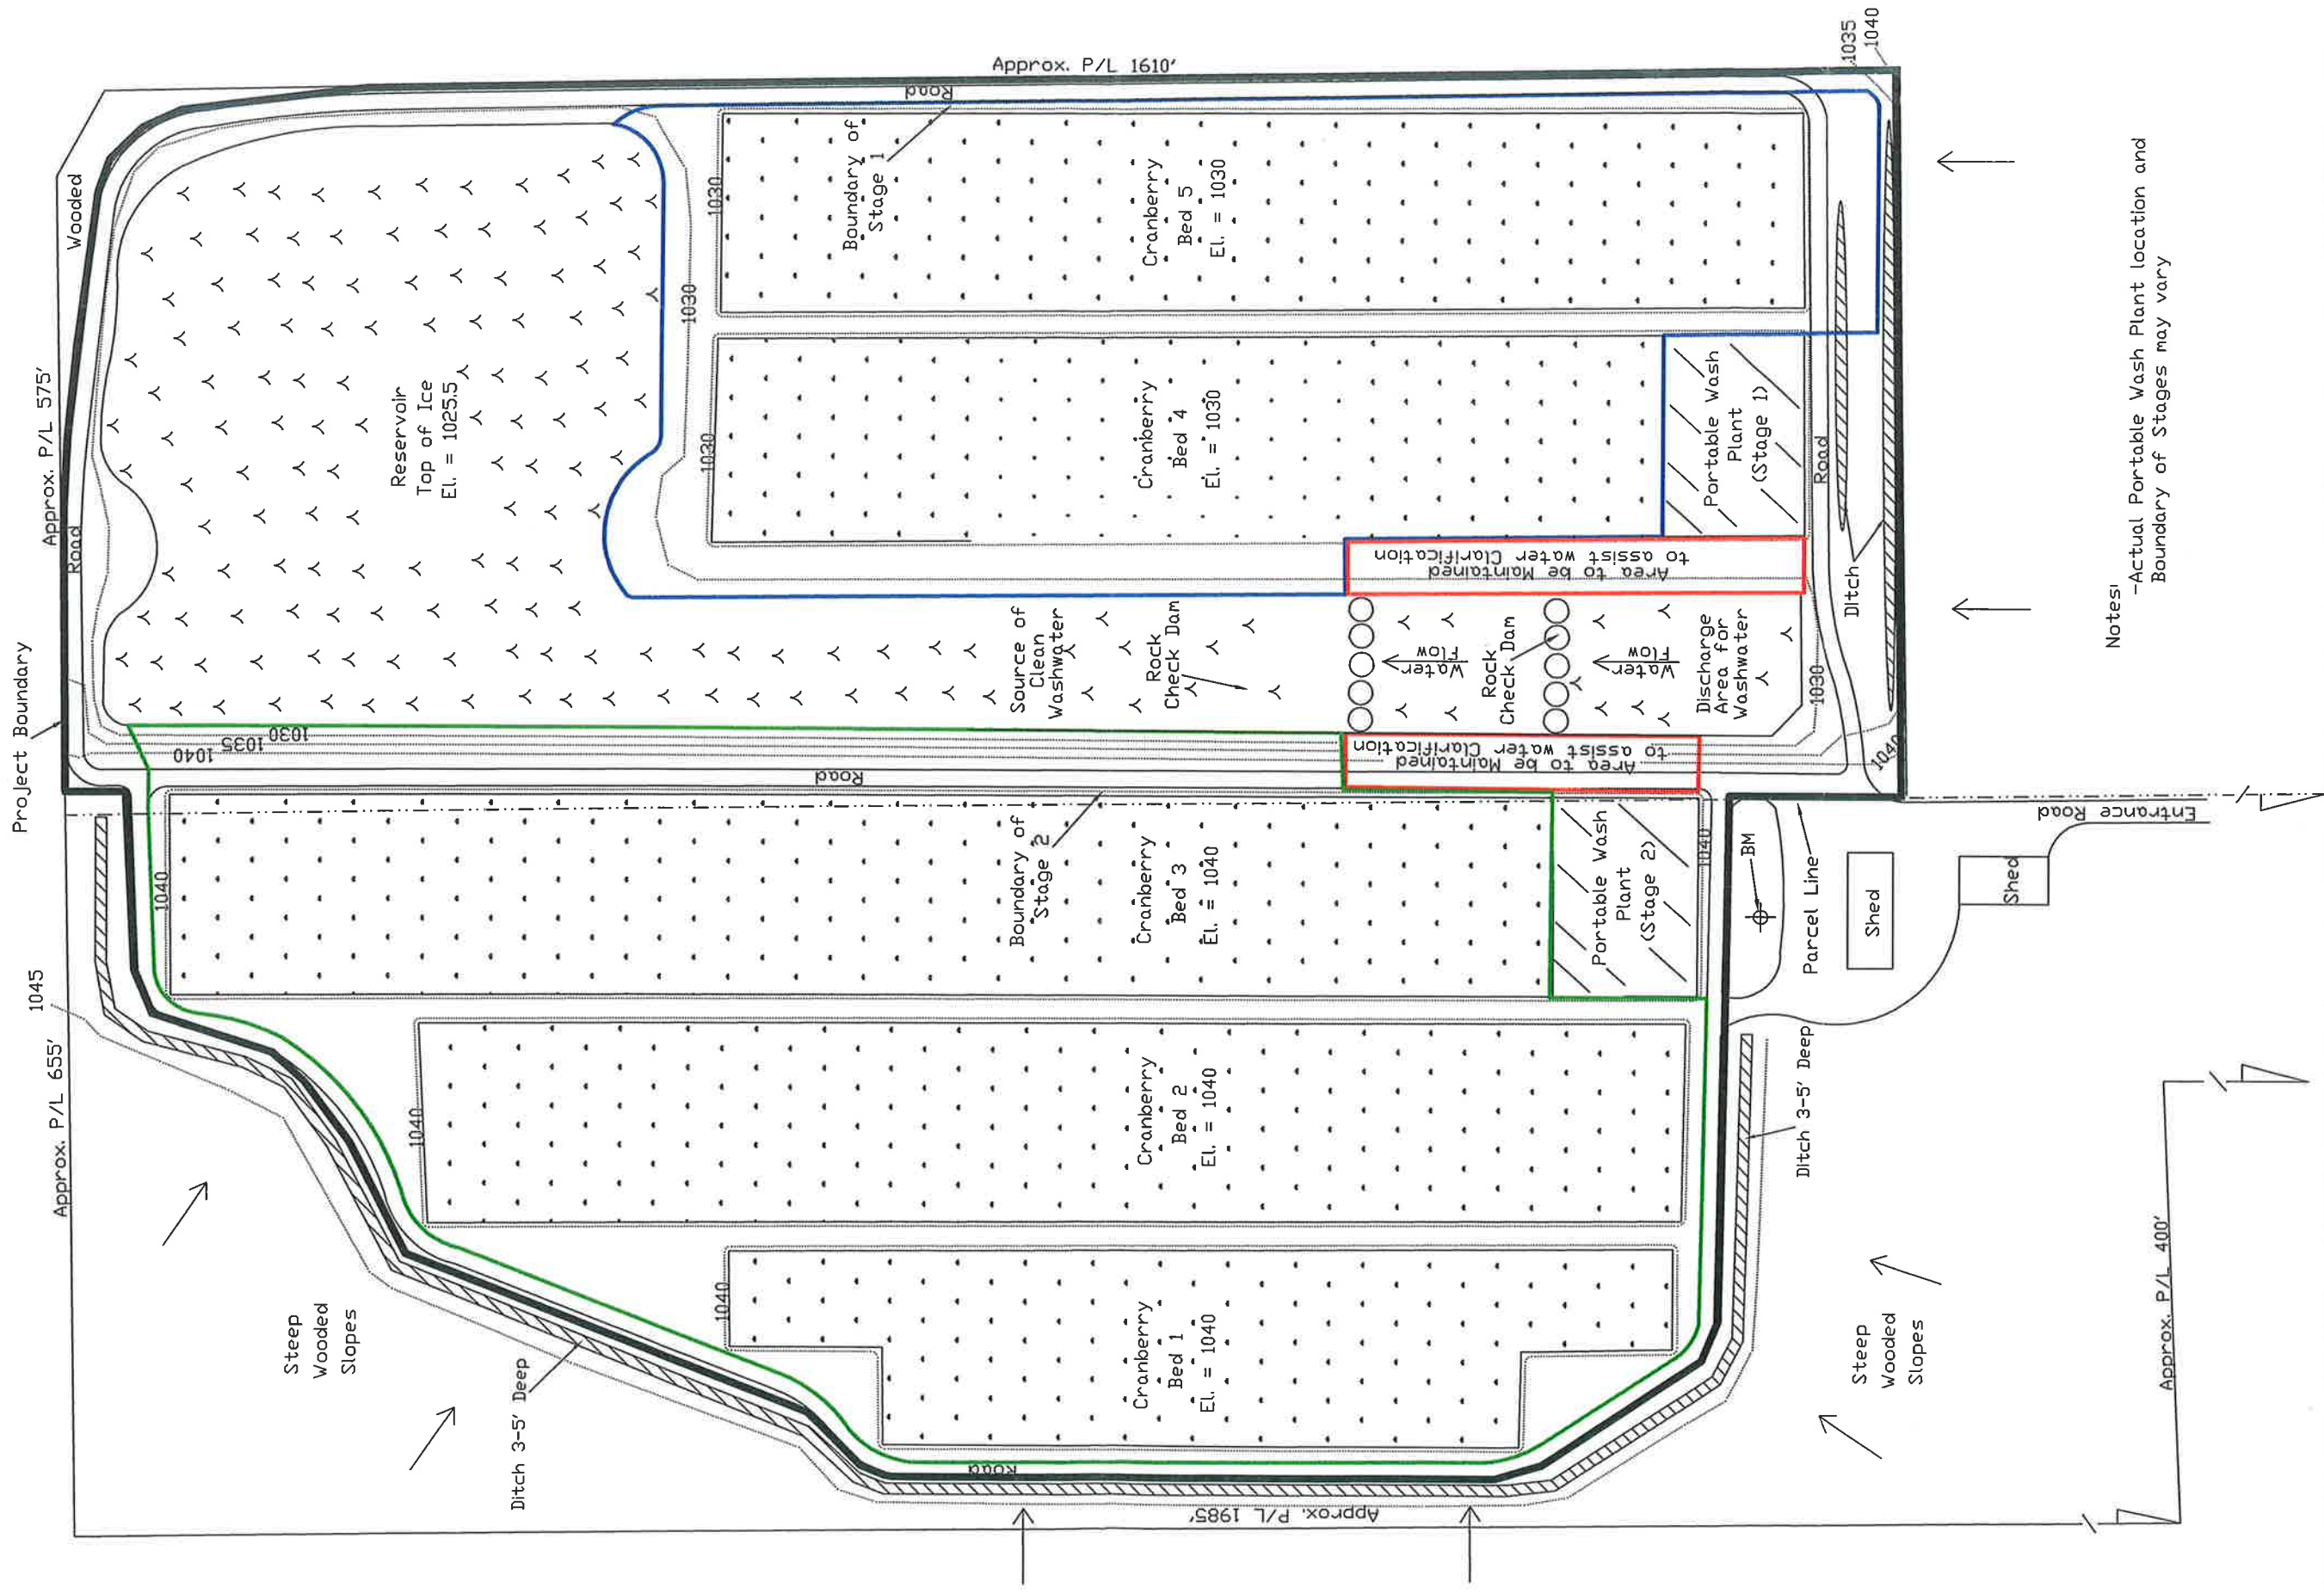 Project Boundary
Approx. P/L 575'
Approx. P/L 655'
Approx. P/L 1610'
Approx. P/L 1985'
Approx. P/L 400'
Wooded
Road
Road
Road
Road
Road
1045
1040
1035
1030
1035
1040
1030
1030
1030
1030
1040
1040
1040
1040
1040
Reservoir
Top of Ice
El. = 1025.5
Boundary of
Stage 1
Cranberry
Bed 5
El. = 1030
Cranberry
Bed 4
El. = 1030
Portable Wash
Plant
(Stage 1)
Area to be Maintained
to assist water Clarification
Source of
Clean
Washwater
Rock
Check Dam
Water
Flow
Rock
Check Dam
Water
Flow
Discharge
Area for
Washwater
Area to be Maintained
to assist water Clarification
Ditch
Boundary of
Stage 2
Cranberry
Bed 3
El. = 1040
Portable Wash
Plant
(Stage 2)
Cranberry
Bed 2
El. = 1040
Cranberry
Bed 1
El. = 1040
BM
Parcel Line
Shed
Shed
Entrance Road
Ditch 3-5' Deep
Ditch 3-5' Deep
Steep
Wooded
Slopes
Steep
Wooded
Slopes
Notes:
-Actual Portable Wash Plant location and
Boundary of Stages may vary